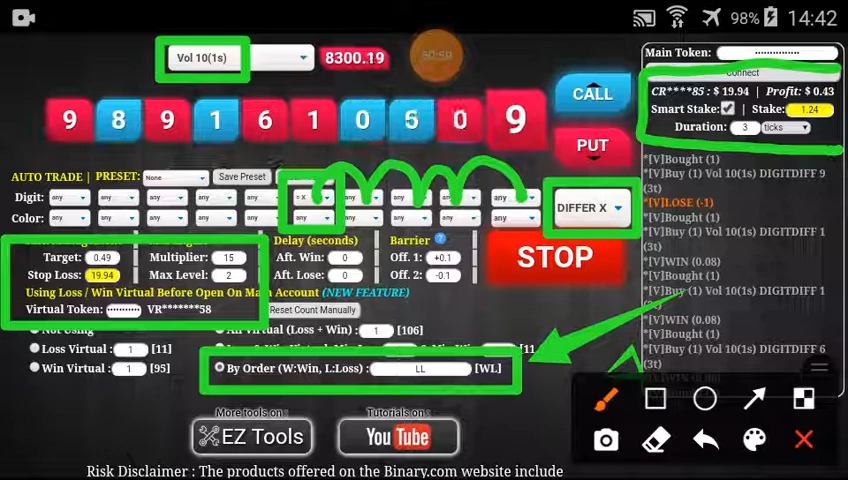 98% 14:42
Vol 10(1s) 8300.19
Main Token: ••••••••••••••
Connect
CR****85 : $ 19.94 | Profit: $ 0.43
Smart Stake: Stake: 1.24
Duration: 3 ticks
CALL
PUT
9 8 9 1 6 1 0 5 0 9
AUTO TRADE | PRESET: None Save Preset
Digit: any any any any any = X any any any any
Color: any any any any any any any any any
DIFFER X
STOP
Delay (seconds) Barrier ?
Target: 0.49 Multiplier: 15 Aft. Win: 0 Off. 1: +0.1
Stop Loss: 19.94 Max Level: 2 Aft. Loss: 0 Off. 2: -0.1
Using Loss / Win Virtual Before Open On Main Account (NEW FEATURE)
Virtual Token: •••••••••• VR*******58 Reset Count Manually
Not Using All Virtual (Loss + Win) : 1 [106]
Loss Virtual : 1 [11]
Win Virtual : 1 [95] By Order (W:Win, L:Loss) : LL [WL]
*[V]Bought (1)
*[V]Buy (1) Vol 10(1s) DIGITDIFF 9
(3t)
*[V]LOSE (-1)
*[V]Bought (1)
*[V]Buy (1) Vol 10(1s) DIGITDIFF 1
(3t)
*[V]WIN (0.08)
*[V]Bought (1)
*[V]Buy (1) Vol 10(1s) DIGITDIFF 1
*[V]WIN (0.08)
*[V]Bought (1)
*[V]Buy (1) Vol 10(1s) DIGITDIFF 6
More tools on :
EZ Tools
Tutorials on :
YouTube
Risk Disclaimer : The products offered on the Binary.com website include